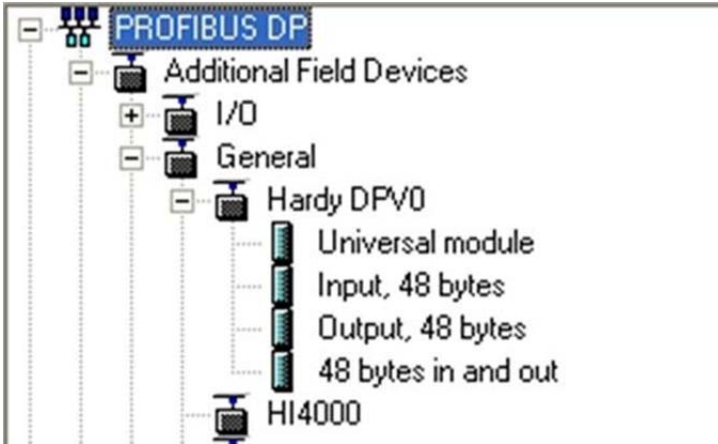 PROFIBUS DP
Additional Field Devices
I/O
General
Hardy DPV0
Universal module
Input, 48 bytes
Output, 48 bytes
48 bytes in and out
HI4000